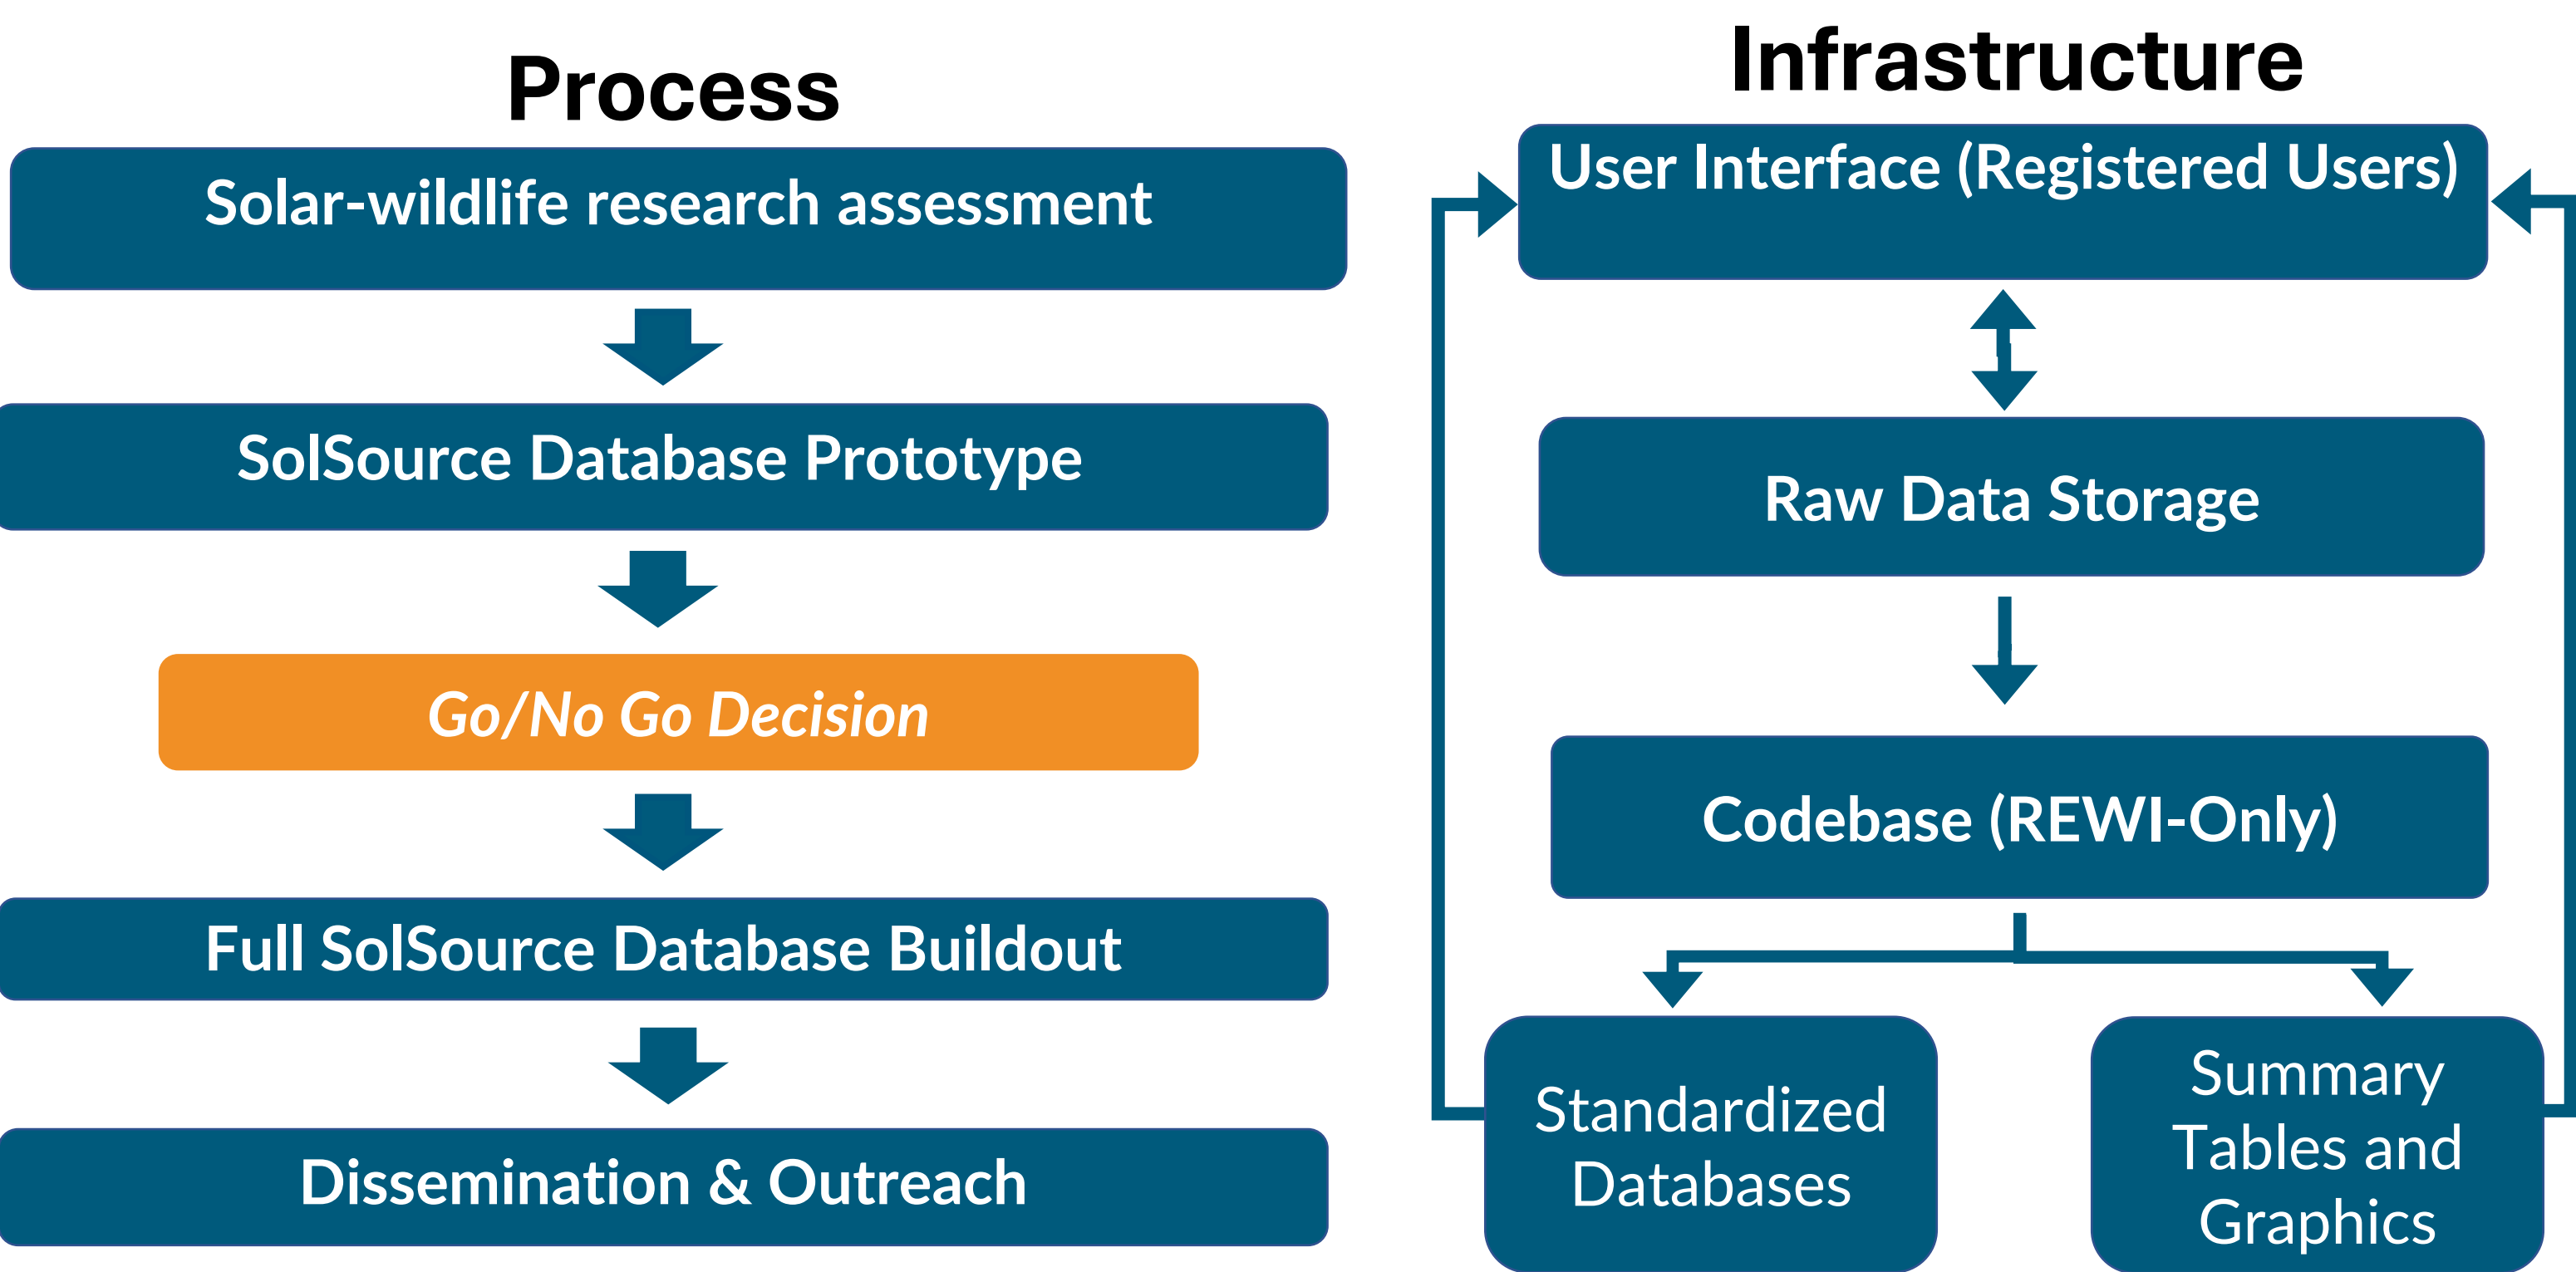 Process
Solar-wildlife research assessment
SolSource Database Prototype
Go/No Go Decision
Full SolSource Database Buildout
Dissemination & Outreach
Infrastructure
User Interface (Registered Users)
Raw Data Storage
Codebase (REWI-Only)
Standardized
Databases
Summary
Tables and
Graphics